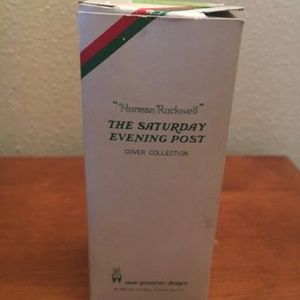 "Norman Rockwell"
THE SATURDAY
EVENING POST
COVER COLLECTION
dave grossman designs